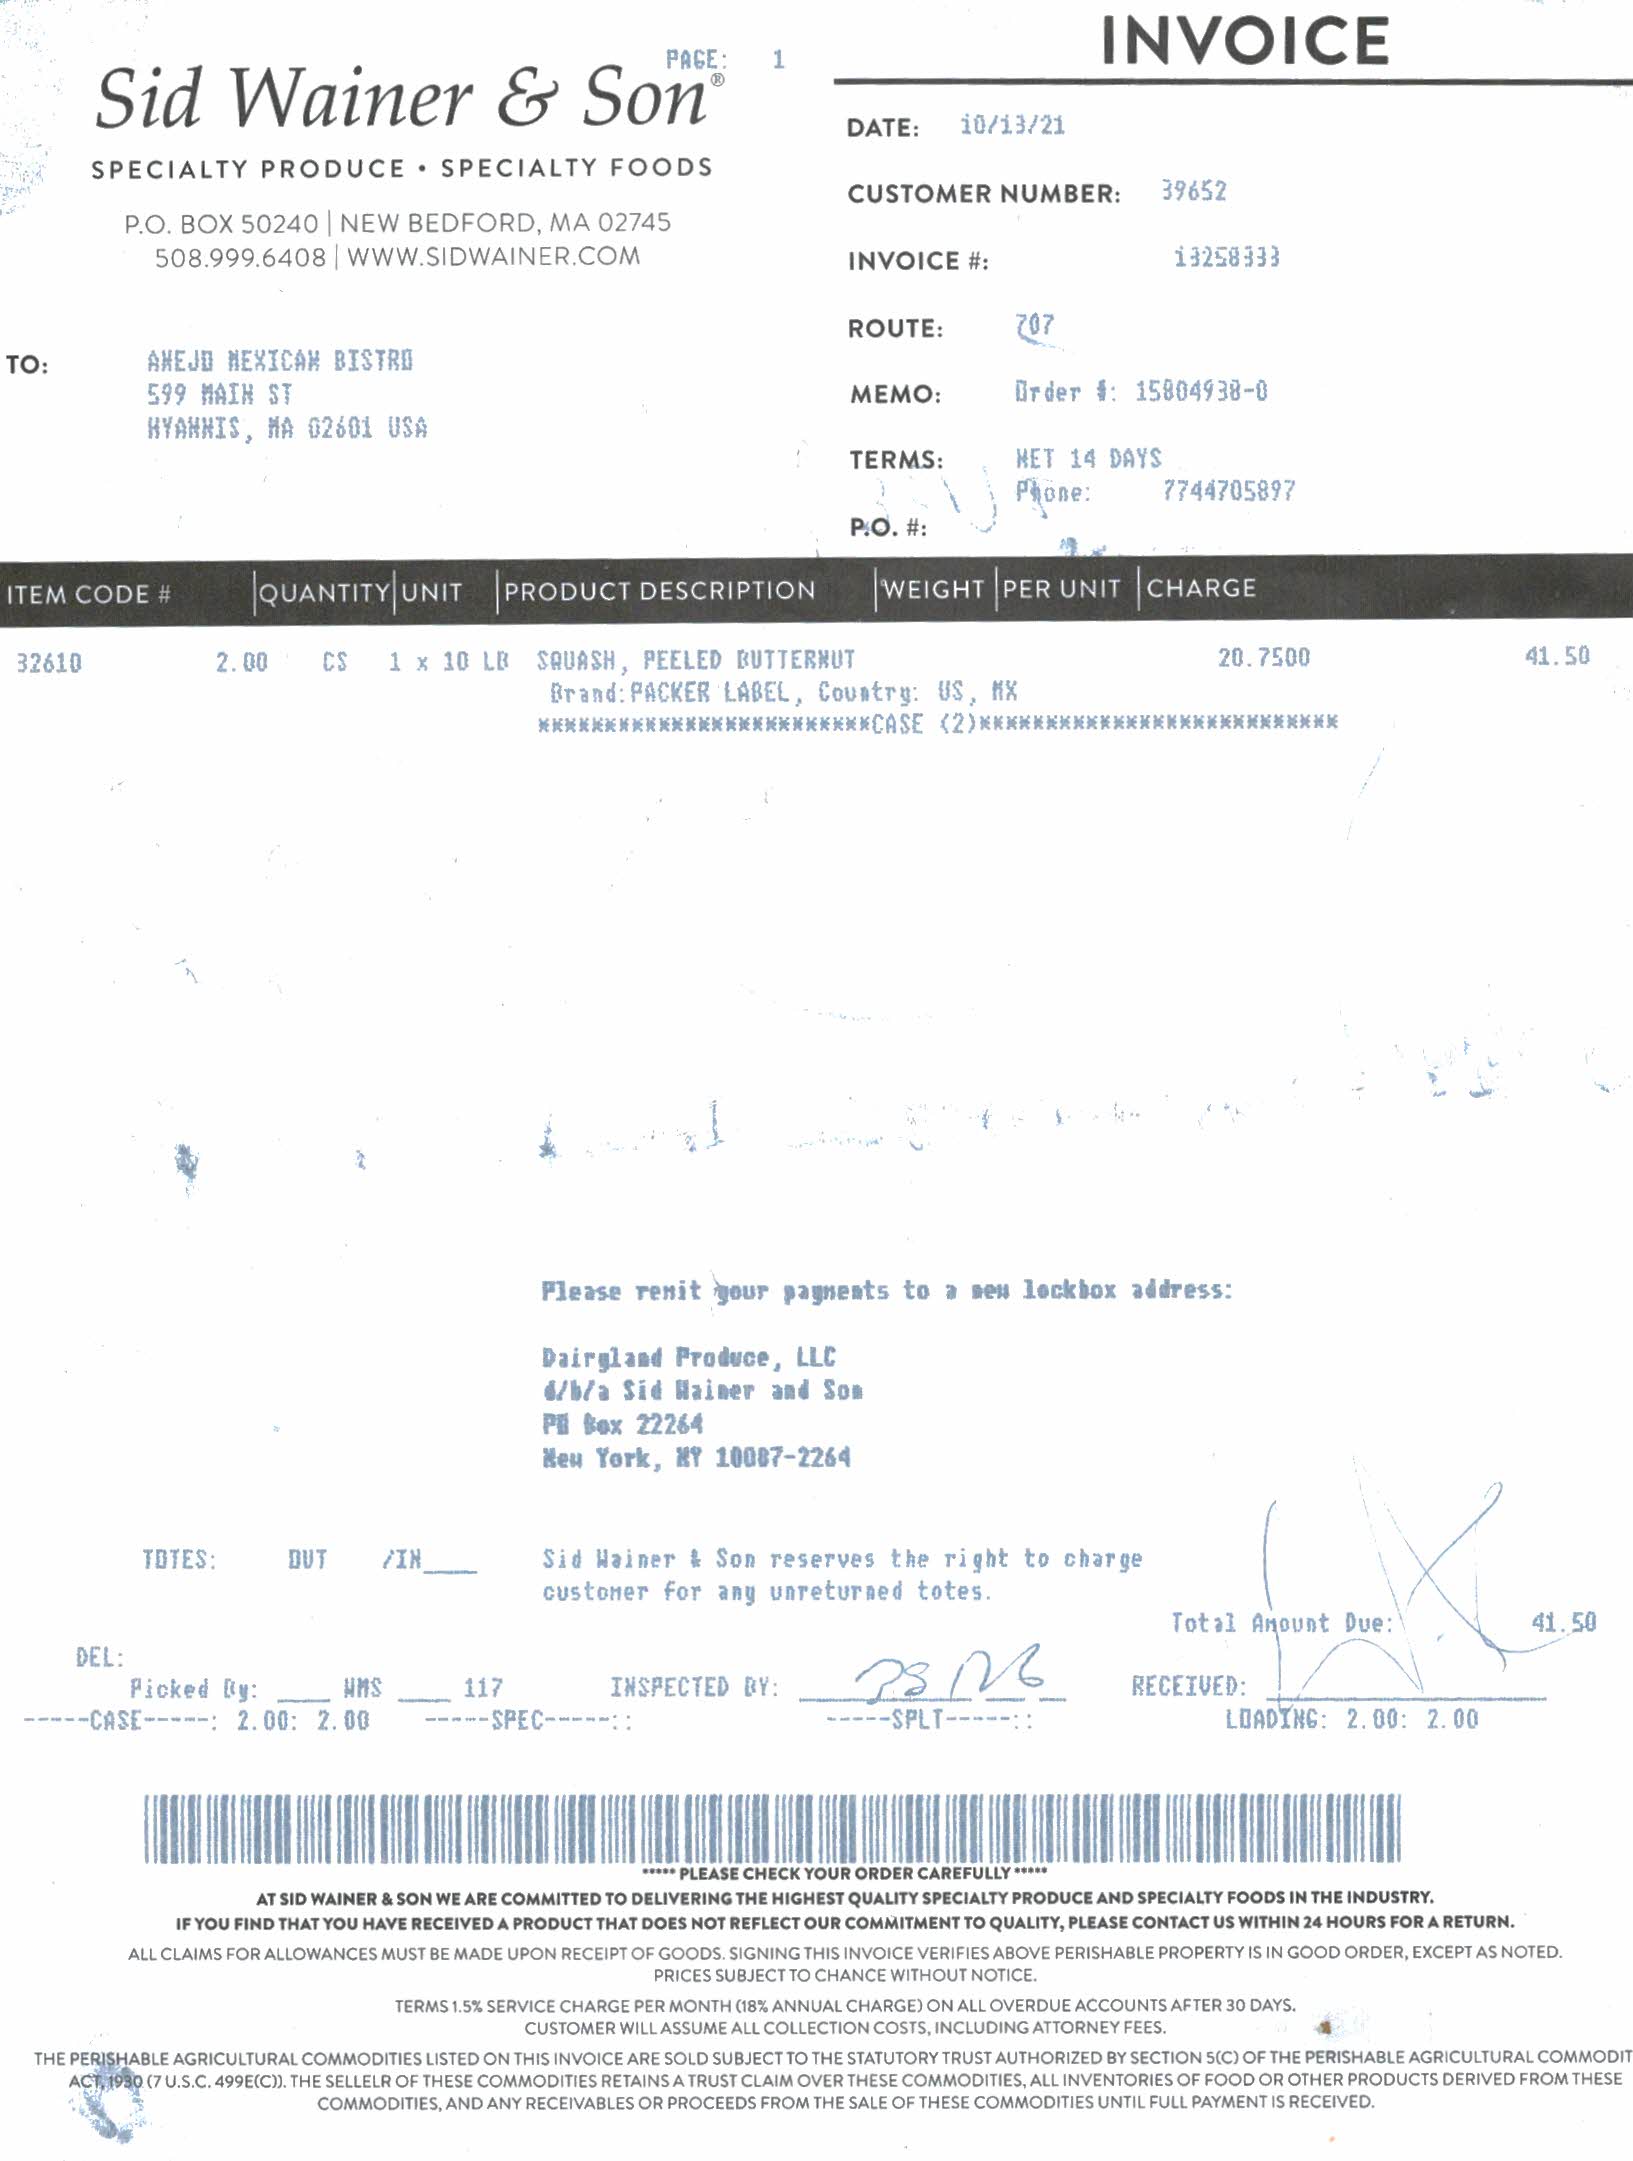 INVOICE
PAGE: 1
Sid Wainer & Son®
SPECIALTY PRODUCE • SPECIALTY FOODS
P.O. BOX 50240 | NEW BEDFORD, MA 02745
508.999.6408 | WWW.SIDWAINER.COM
DATE: 10/13/21
CUSTOMER NUMBER: 39652
INVOICE #: 13258333
ROUTE: 707
TO: ANEJO MEXICAN BISTRO
599 MAIN ST
HYANNIS, MA 02601 USA
MEMO: Order #: 15804938-0
TERMS: NET 14 DAYS
Phone: 7744705897
P.O. #:
ITEM CODE # QUANTITY UNIT PRODUCT DESCRIPTION WEIGHT PER UNIT CHARGE
32610 2.00 CS 1 x 10 LB SQUASH, PEELED BUTTERNUT 20.7500 41.50
Brand:PACKER LABEL, Country: US, MX
*************************CASE (2)***************************
Please remit your payments to a new lockbox address:
Dairyland Produce, LLC
d/b/a Sid Wainer and Son
PO Box 22264
New York, NY 10087-2264
TOTES: OUT /IN____ Sid Wainer & Son reserves the right to charge
customer for any unreturned totes.
Total Amount Due: 41.50
DEL:
Picked By: ____ WMS ____ 117 INSPECTED BY: RECEIVED:
-----CASE-----: 2.00: 2.00 -----SPEC-----:: -----SPLT-----:: LOADING: 2.00: 2.00
***** PLEASE CHECK YOUR ORDER CAREFULLY *****
AT SID WAINER & SON WE ARE COMMITTED TO DELIVERING THE HIGHEST QUALITY SPECIALTY PRODUCE AND SPECIALTY FOODS IN THE INDUSTRY.
IF YOU FIND THAT YOU HAVE RECEIVED A PRODUCT THAT DOES NOT REFLECT OUR COMMITMENT TO QUALITY, PLEASE CONTACT US WITHIN 24 HOURS FOR A RETURN.
ALL CLAIMS FOR ALLOWANCES MUST BE MADE UPON RECEIPT OF GOODS. SIGNING THIS INVOICE VERIFIES ABOVE PERISHABLE PROPERTY IS IN GOOD ORDER, EXCEPT AS NOTED.
PRICES SUBJECT TO CHANCE WITHOUT NOTICE.
TERMS 1.5% SERVICE CHARGE PER MONTH (18% ANNUAL CHARGE) ON ALL OVERDUE ACCOUNTS AFTER 30 DAYS.
CUSTOMER WILL ASSUME ALL COLLECTION COSTS, INCLUDING ATTORNEY FEES.
THE PERISHABLE AGRICULTURAL COMMODITIES LISTED ON THIS INVOICE ARE SOLD SUBJECT TO THE STATUTORY TRUST AUTHORIZED BY SECTION 5(C) OF THE PERISHABLE AGRICULTURAL COMMODIT
ACT, 1930 (7 U.S.C. 499E(C)). THE SELLELR OF THESE COMMODITIES RETAINS A TRUST CLAIM OVER THESE COMMODITIES, ALL INVENTORIES OF FOOD OR OTHER PRODUCTS DERIVED FROM THESE
COMMODITIES, AND ANY RECEIVABLES OR PROCEEDS FROM THE SALE OF THESE COMMODITIES UNTIL FULL PAYMENT IS RECEIVED.